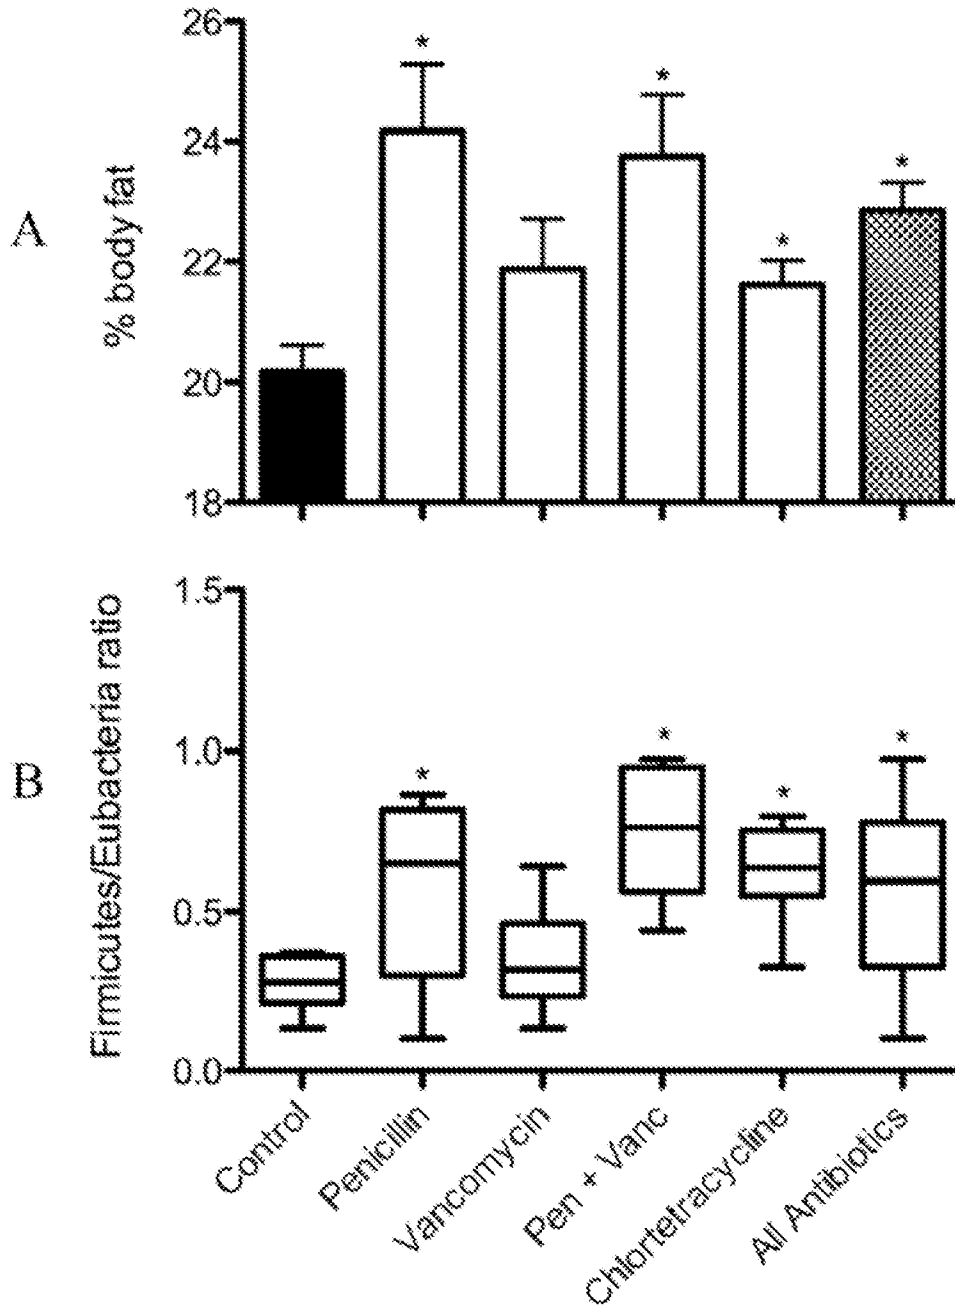 A
% body fat
26
24
22
20
18
*
*
*
*
B
Firmicutes/Eubacteria ratio
1.5
1.0
0.5
0.0
*
*
*
*
Control
Penicillin
Vancomycin
Pen + Vanc
Chlortetracycline
All Antibiotics